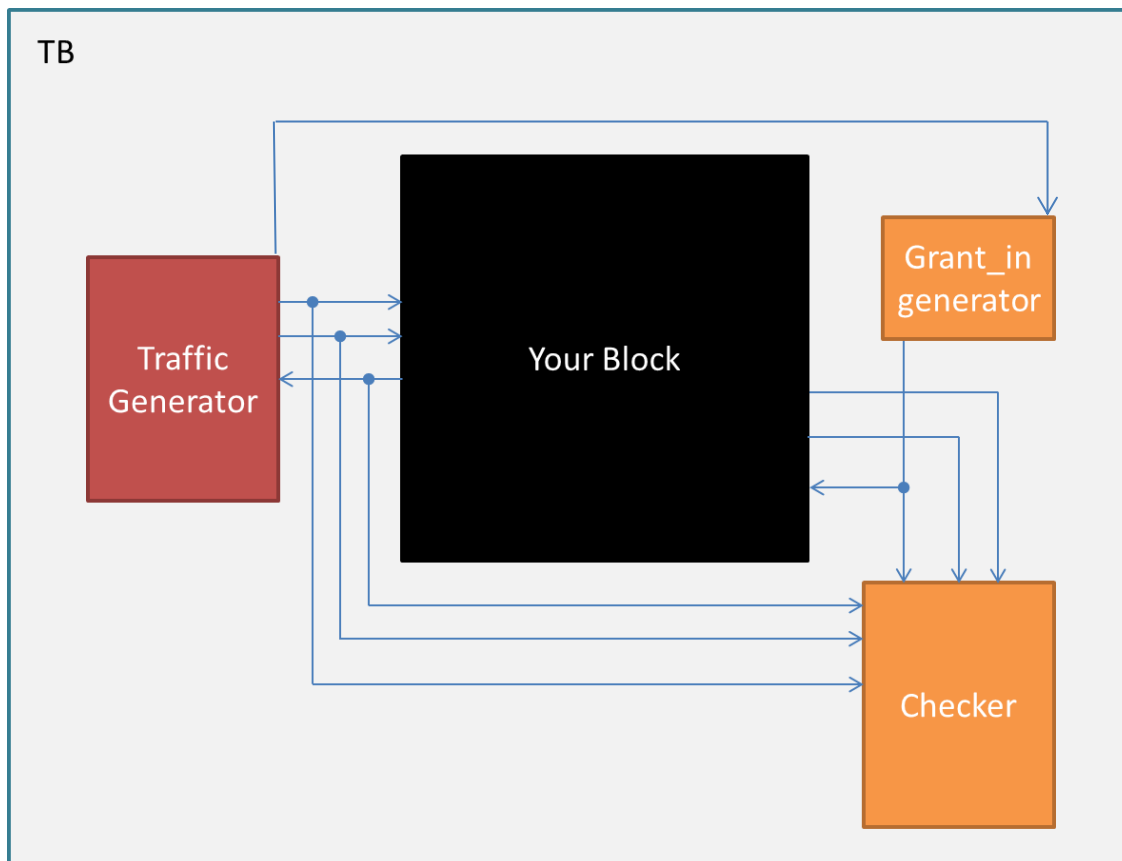 TB
Grant_in
generator
Traffic
Generator
Your Block
Checker